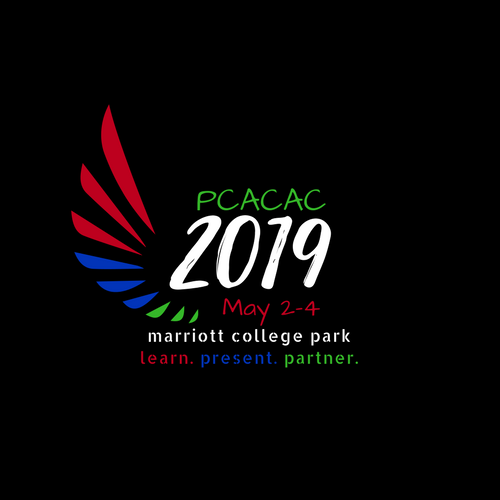 PCACAC
2019
May 2-4
marriott college park
learn. present. partner.